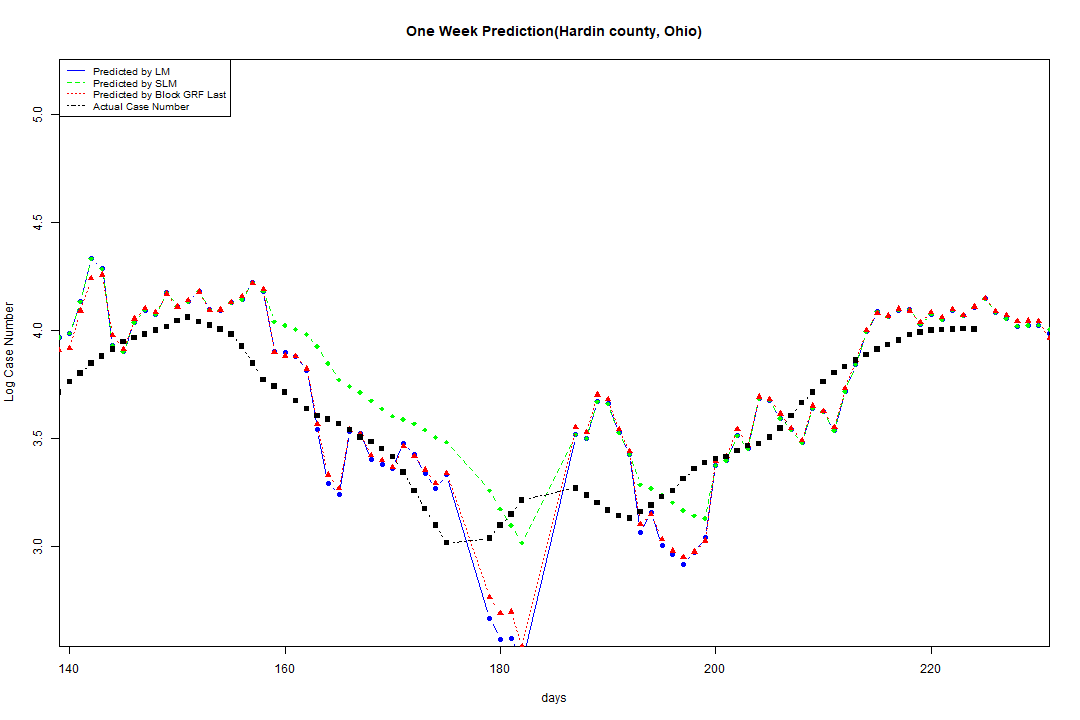 One Week Prediction(Hardin county, Ohio)
Predicted by LM
Predicted by SLM
Predicted by Block GRF Last
Actual Case Number
Log Case Number
5.0
4.5
4.0
3.5
3.0
140 160 180 200 220
days